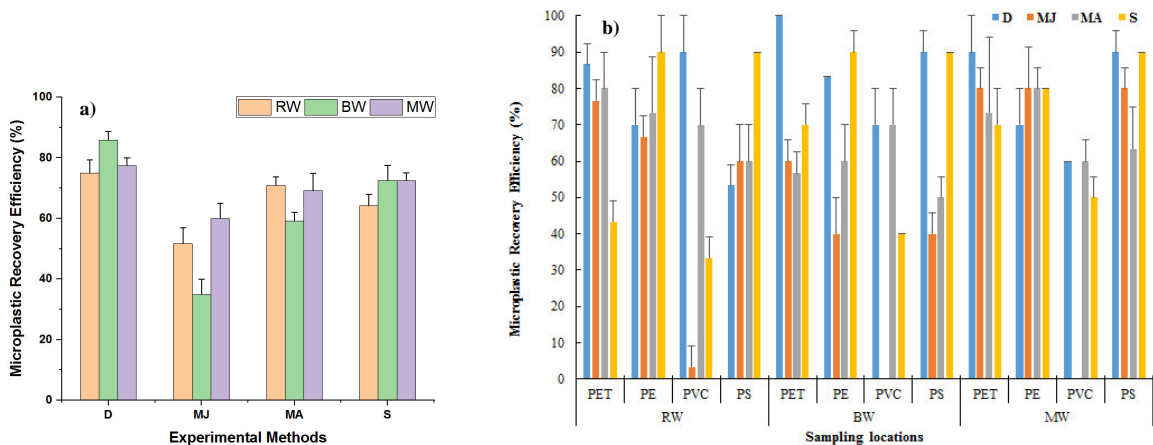 a)
RW BW MW
Microplastic Recovery Efficiency (%)
100
80
60
40
20
0
D MJ MA S
Experimental Methods
b)
D MJ MA S
Microplastic Recovery Efficiency (%)
100
90
80
70
60
50
40
30
20
10
0
PET PE PVC PS PET PE PVC PS PET PE PVC PS
RW BW MW
Sampling locations